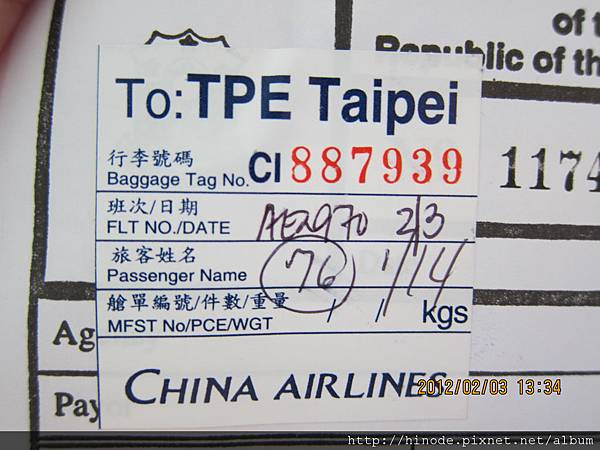 of t
Republic of the
To:TPE Taipei
行李號碼
Baggage Tag No. CI 887939
1174
班次/日期
FLT NO./DATE AE2970 2/3
旅客姓名
Passenger Name
76 1/14
艙單編號/件數/重量
MFST No/PCE/WGT , , kgs
Ag
CHINA AIRLINES
Pay
2012/02/03 13:34
http://hinode.pixnet.net/album